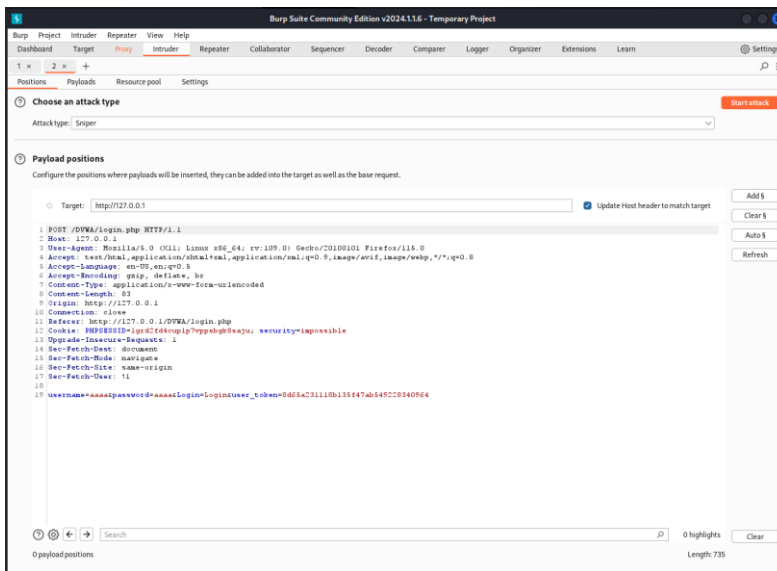 Burp Suite Community Edition v2024.1.1.6 - Temporary Project
Burp Project Intruder Repeater View Help
Dashboard Target Proxy Intruder Repeater Collaborator Sequencer Decoder Comparer Logger Organizer Extensions Learn Settings
1 × 2 × +
Positions Payloads Resource pool Settings
Choose an attack type
Start attack
Attack type: Sniper
Payload positions
Configure the positions where payloads will be inserted, they can be added into the target as well as the base request.
Target: http://127.0.0.1 Update Host header to match target
Add §
Clear §
Auto §
Refresh
1 POST /DVWA/login.php HTTP/1.1
2 Host: 127.0.0.1
3 User-Agent: Mozilla/5.0 (X11; Linux x86_64; rv:109.0) Gecko/20100101 Firefox/115.0
4 Accept: text/html,application/xhtml+xml,application/xml;q=0.9,image/avif,image/webp,*/*;q=0.8
5 Accept-Language: en-US,en;q=0.5
6 Accept-Encoding: gzip, deflate, br
7 Content-Type: application/x-www-form-urlencoded
8 Content-Length: 83
9 Origin: http://127.0.0.1
10 Connection: close
11 Referer: http://127.0.0.1/DVWA/login.php
12 Cookie: PHPSESSID=lgrd2fd4cuplp7vppsbgk8saju; security=impossible
13 Upgrade-Insecure-Requests: 1
14 Sec-Fetch-Dest: document
15 Sec-Fetch-Mode: navigate
16 Sec-Fetch-Site: same-origin
17 Sec-Fetch-User: ?1
18
19 username=aaaa&password=aaaa&Login=Login&user_token=8d65a231118b135f47ab549228340964
Search
0 highlights
Clear
0 payload positions
Length: 735